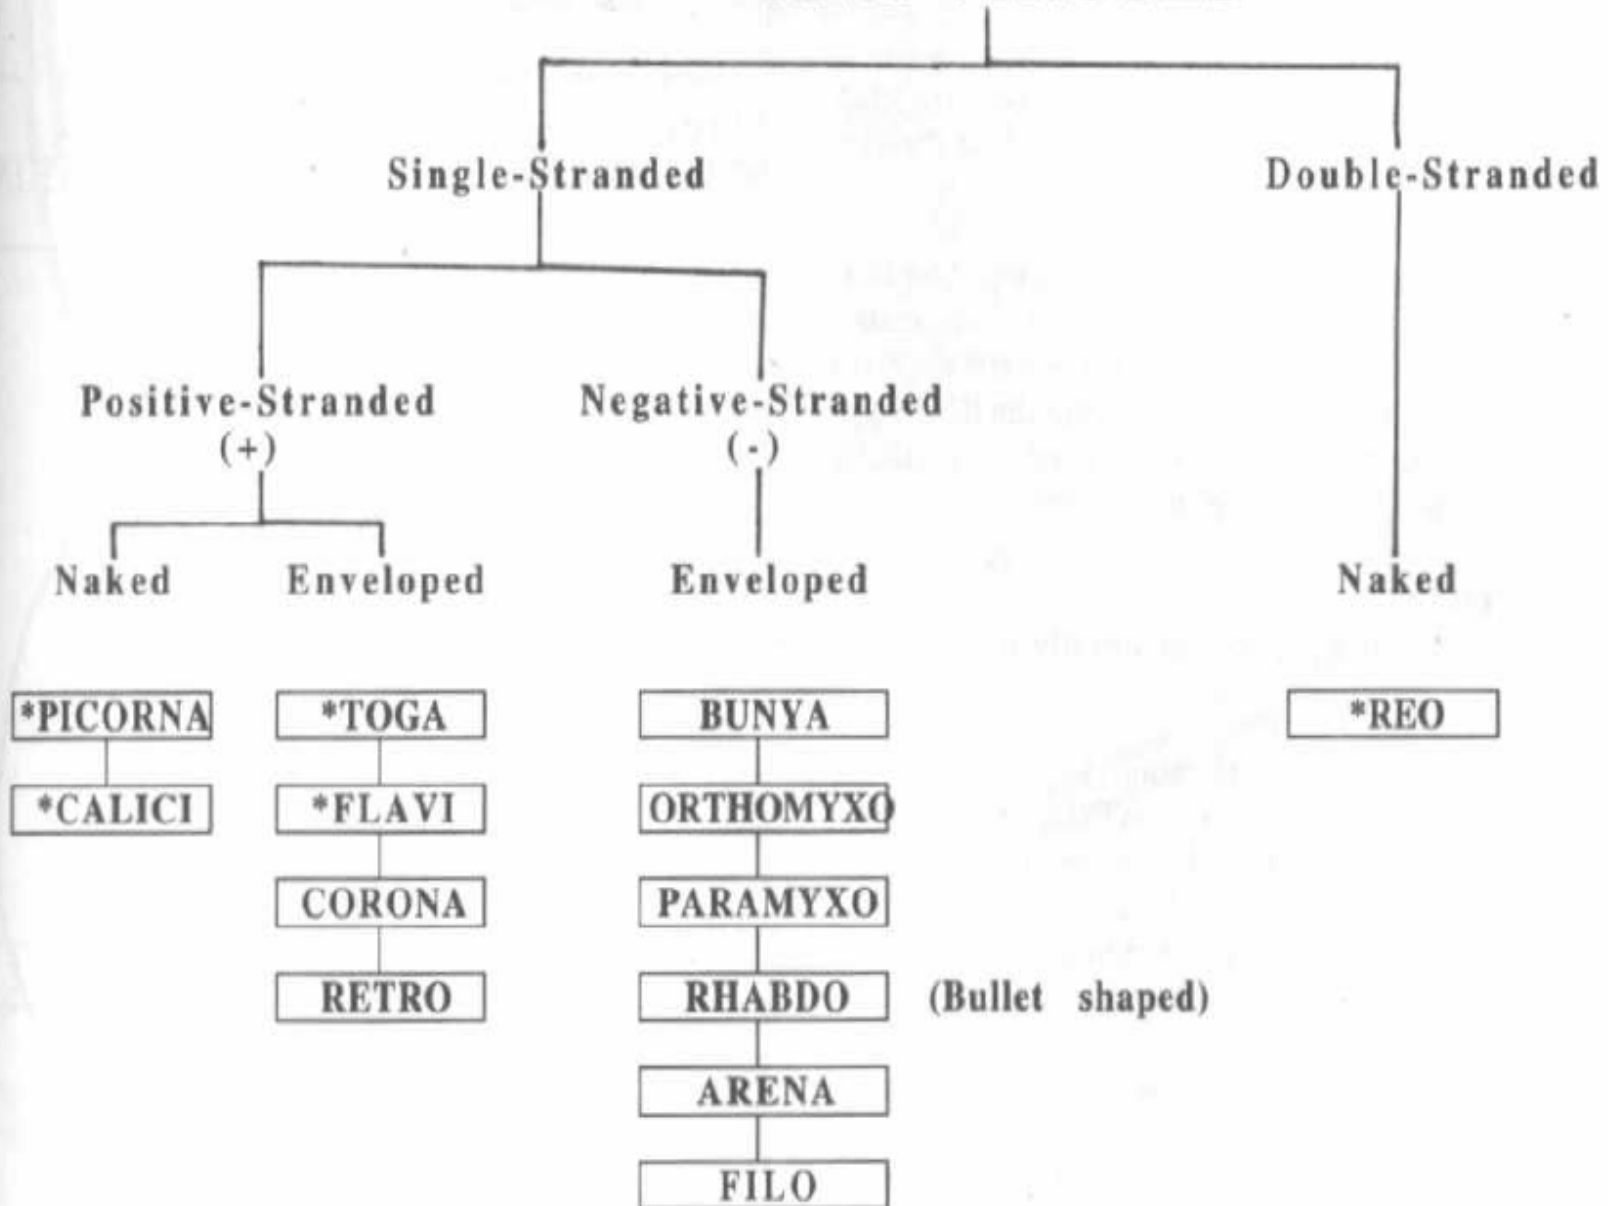 Single-Stranded
Double-Stranded
Positive-Stranded
(+)
Negative-Stranded
(-)
Naked
Enveloped
Enveloped
Naked
*PICORNA
*CALICI
*TOGA
*FLAVI
CORONA
RETRO
BUNYA
ORTHOMYXO
PARAMYXO
RHABDO (Bullet shaped)
ARENA
FILO
*REO